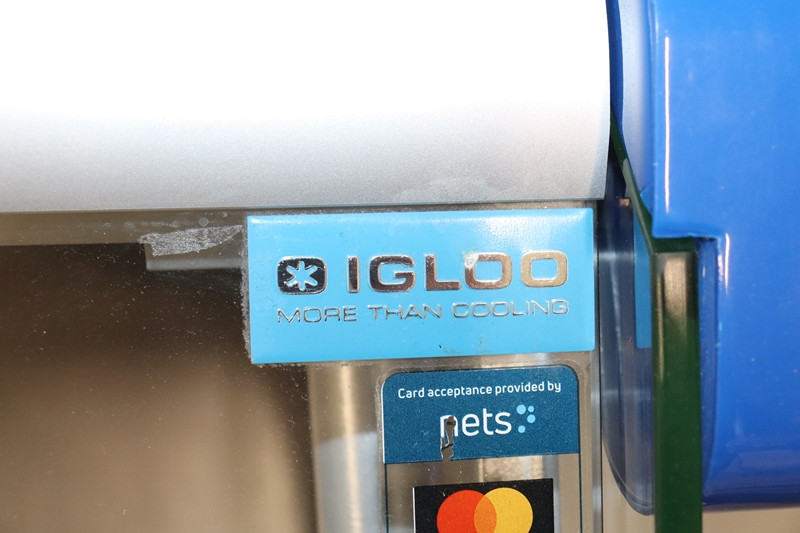 IGLOO
MORE THAN COOLING
Card acceptance provided by
nets